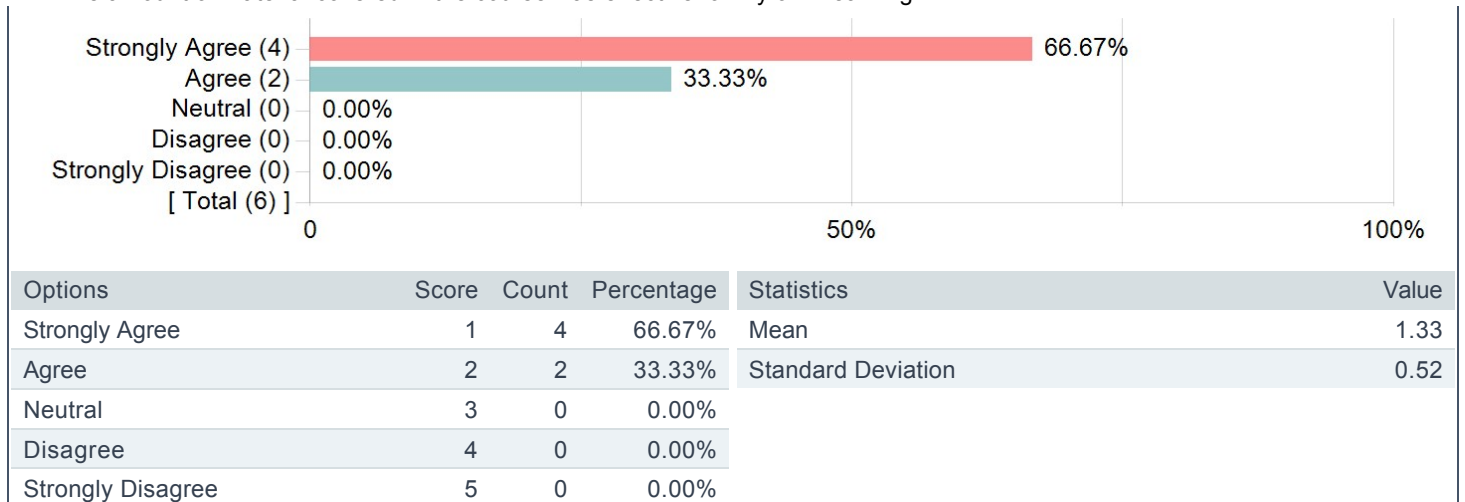 Strongly Agree (4) 66.67%
Agree (2) 33.33%
Neutral (0) 0.00%
Disagree (0) 0.00%
Strongly Disagree (0) 0.00%
[ Total (6) ]
0 50% 100%
Options Score Count Percentage
Strongly Agree 1 4 66.67%
Agree 2 2 33.33%
Neutral 3 0 0.00%
Disagree 4 0 0.00%
Strongly Disagree 5 0 0.00%
Statistics Value
Mean 1.33
Standard Deviation 0.52